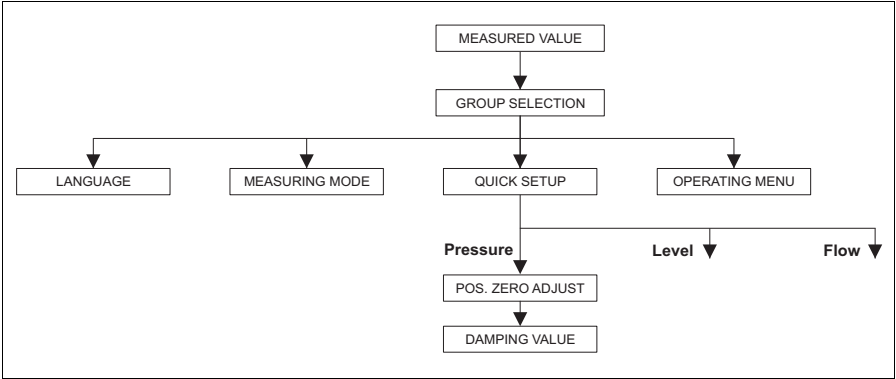 MEASURED VALUE
GROUP SELECTION
LANGUAGE
MEASURING MODE
QUICK SETUP
OPERATING MENU
Pressure
Level
Flow
POS. ZERO ADJUST
DAMPING VALUE